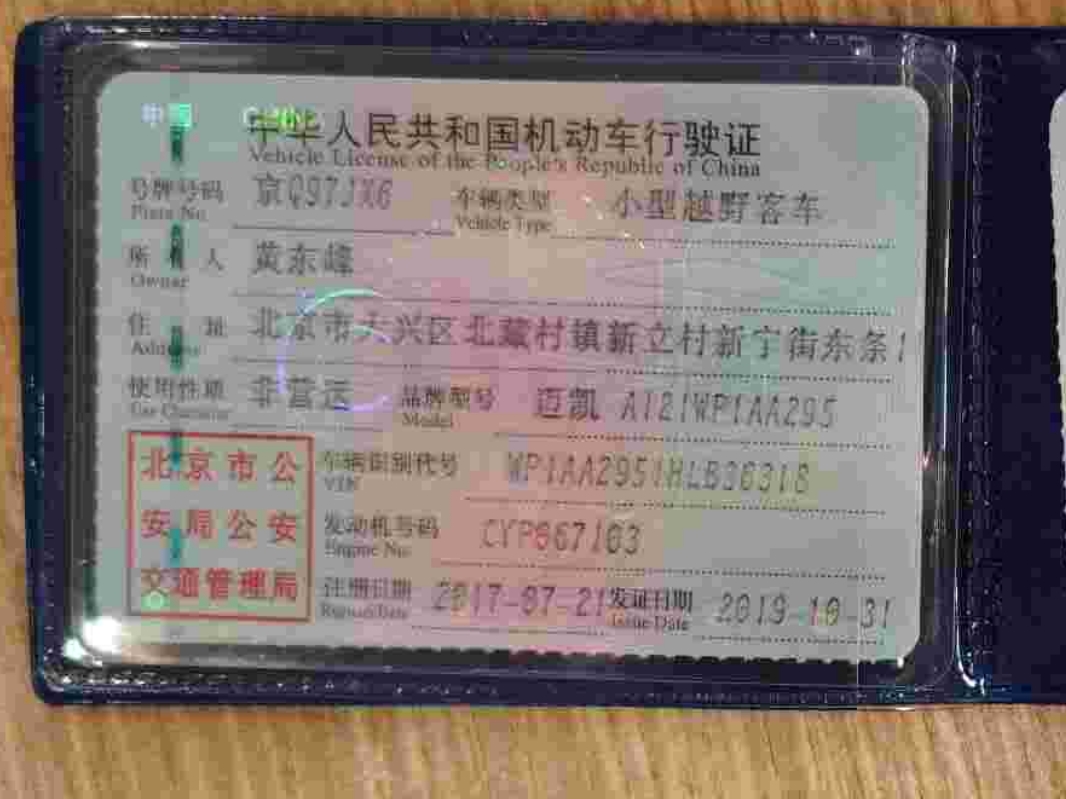 中国 CHINA
中华人民共和国机动车行驶证
Vehicle License of the People's Republic of China
号牌号码 京Q97JX6 车辆类型 小型越野客车
Plate No. Vehicle Type
所有人 黄东峰
Owner
住址 北京市大兴区北臧村镇新立村新宁街东条1
Address
使用性质 非营运 品牌型号 迈凯 A121WP1AA295
Use Character Model
北京市公 车辆识别代号 WP1AA2951HLB36318
VIN
安局公安 发动机号码 CYP867103
Engine No.
交通管理局 注册日期 2017-07-21 发证日期 2019-10-31
Register Date Issue Date